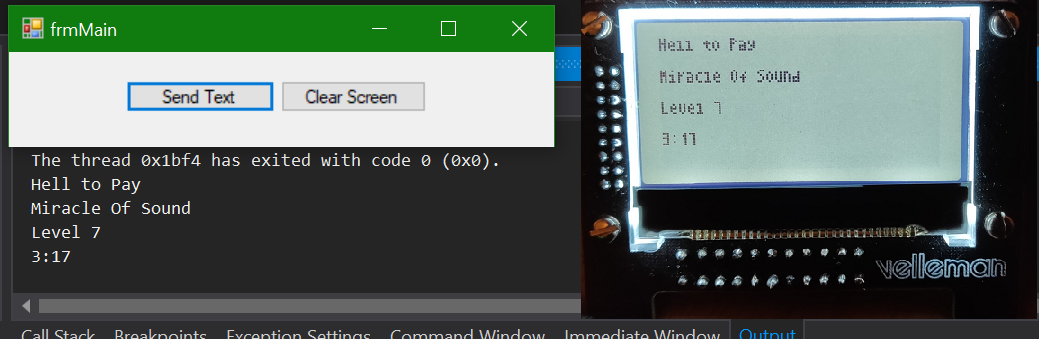 frmMain
Send Text
Clear Screen
The thread 0x1bf4 has exited with code 0 (0x0).
Hell to Pay
Miracle Of Sound
Level 7
3:17
Call Stack
Breakpoints
Exception Settings
Command Window
Immediate Window
Output
Hell to Pay
Miracle Of Sound
Level 7
3:17
velleman